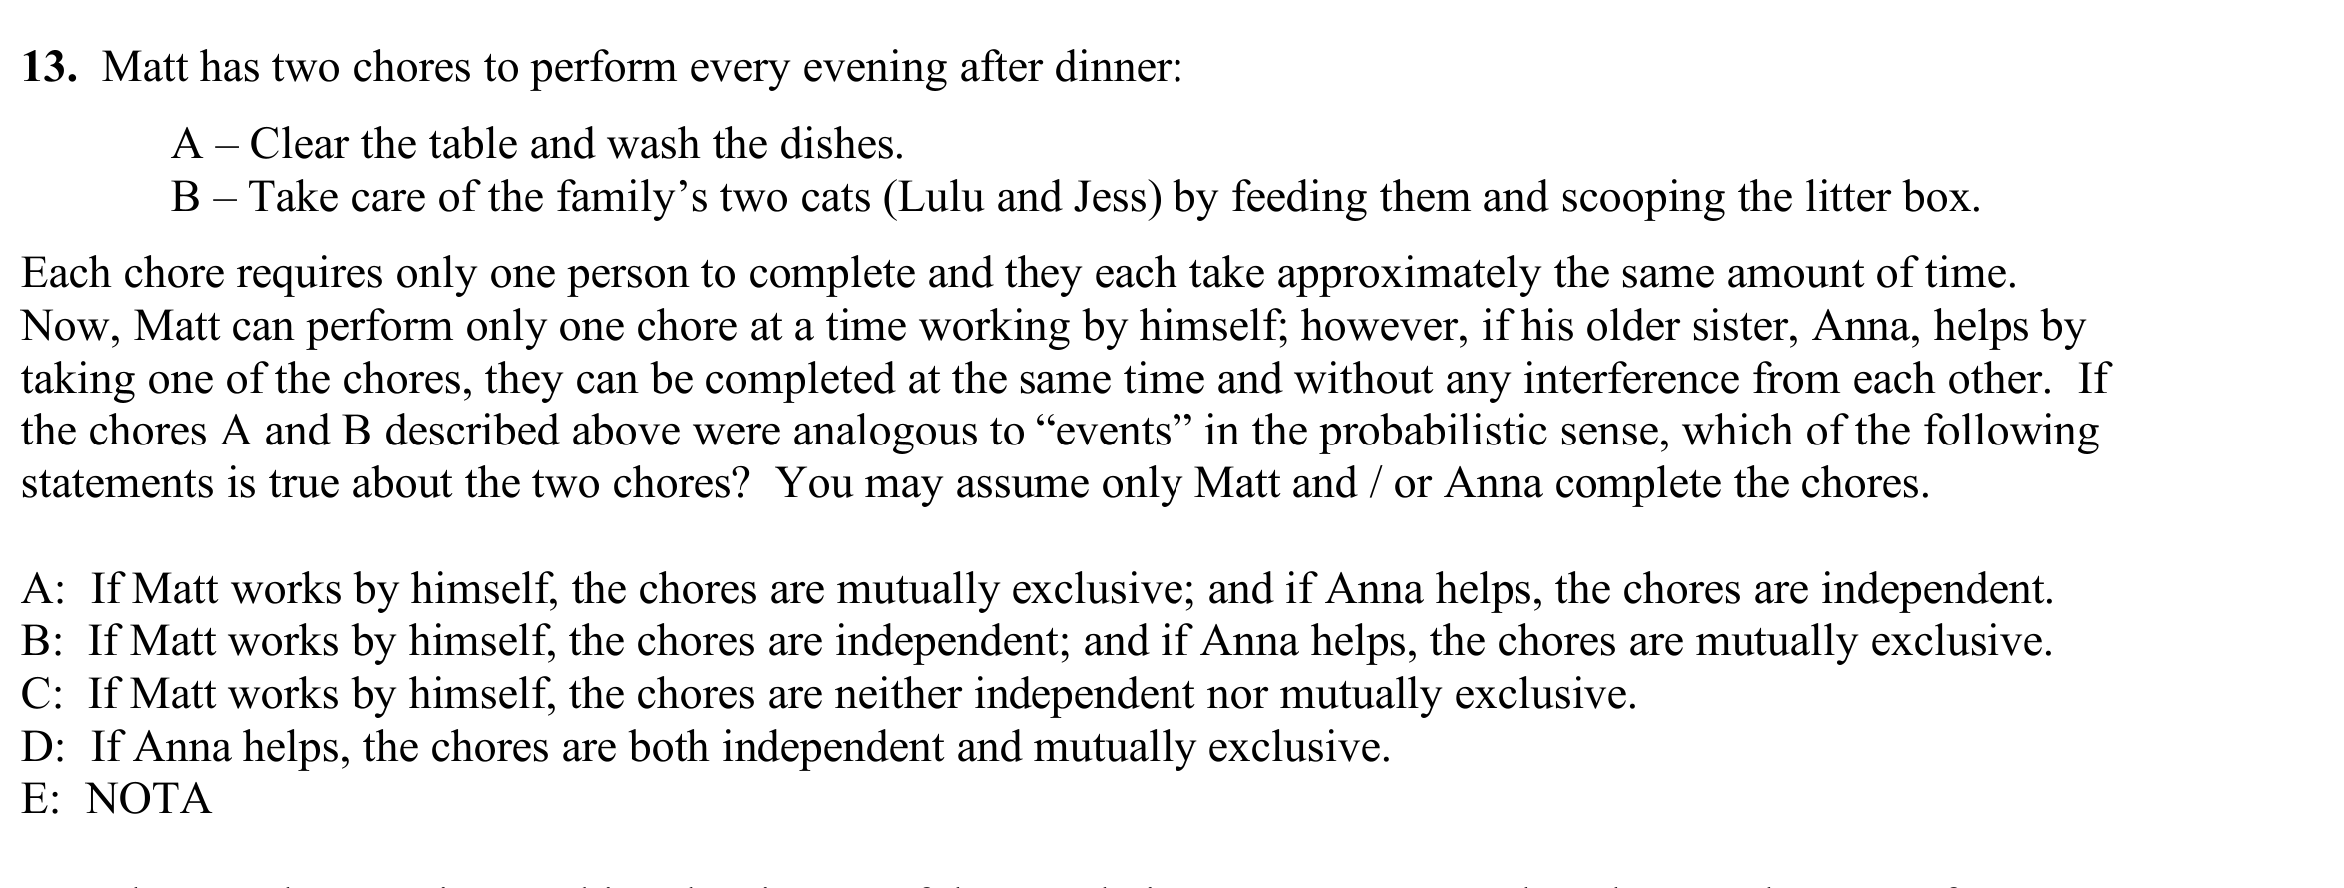 13. Matt has two chores to perform every evening after dinner:
A – Clear the table and wash the dishes.
B – Take care of the family’s two cats (Lulu and Jess) by feeding them and scooping the litter box.
Each chore requires only one person to complete and they each take approximately the same amount of time.
Now, Matt can perform only one chore at a time working by himself; however, if his older sister, Anna, helps by
taking one of the chores, they can be completed at the same time and without any interference from each other. If
the chores A and B described above were analogous to “events” in the probabilistic sense, which of the following
statements is true about the two chores? You may assume only Matt and / or Anna complete the chores.
A: If Matt works by himself, the chores are mutually exclusive; and if Anna helps, the chores are independent.
B: If Matt works by himself, the chores are independent; and if Anna helps, the chores are mutually exclusive.
C: If Matt works by himself, the chores are neither independent nor mutually exclusive.
D: If Anna helps, the chores are both independent and mutually exclusive.
E: NOTA